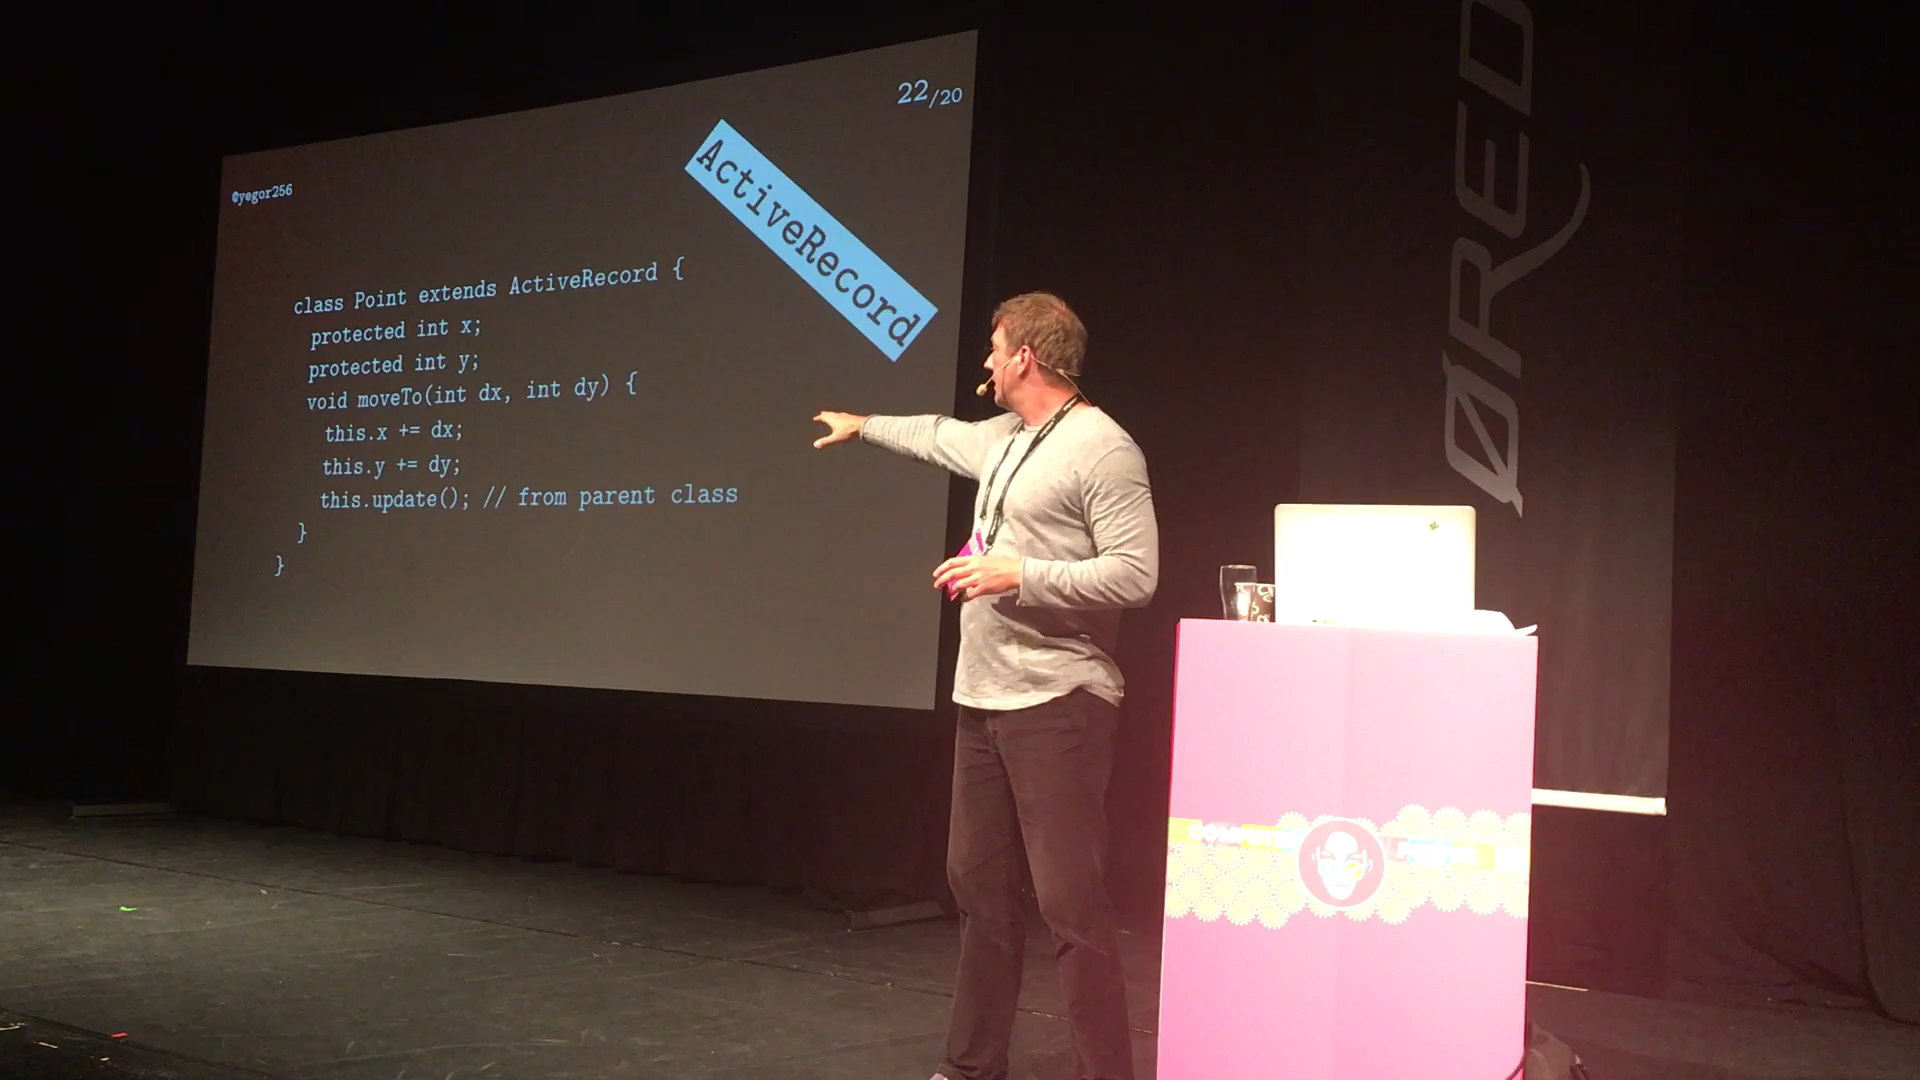 22/20
@yegor256
ActiveRecord
class Point extends ActiveRecord {
protected int x;
protected int y;
void moveTo(int dx, int dy) {
this.x += dx;
this.y += dy;
this.update(); // from parent class
}
}
ØRED